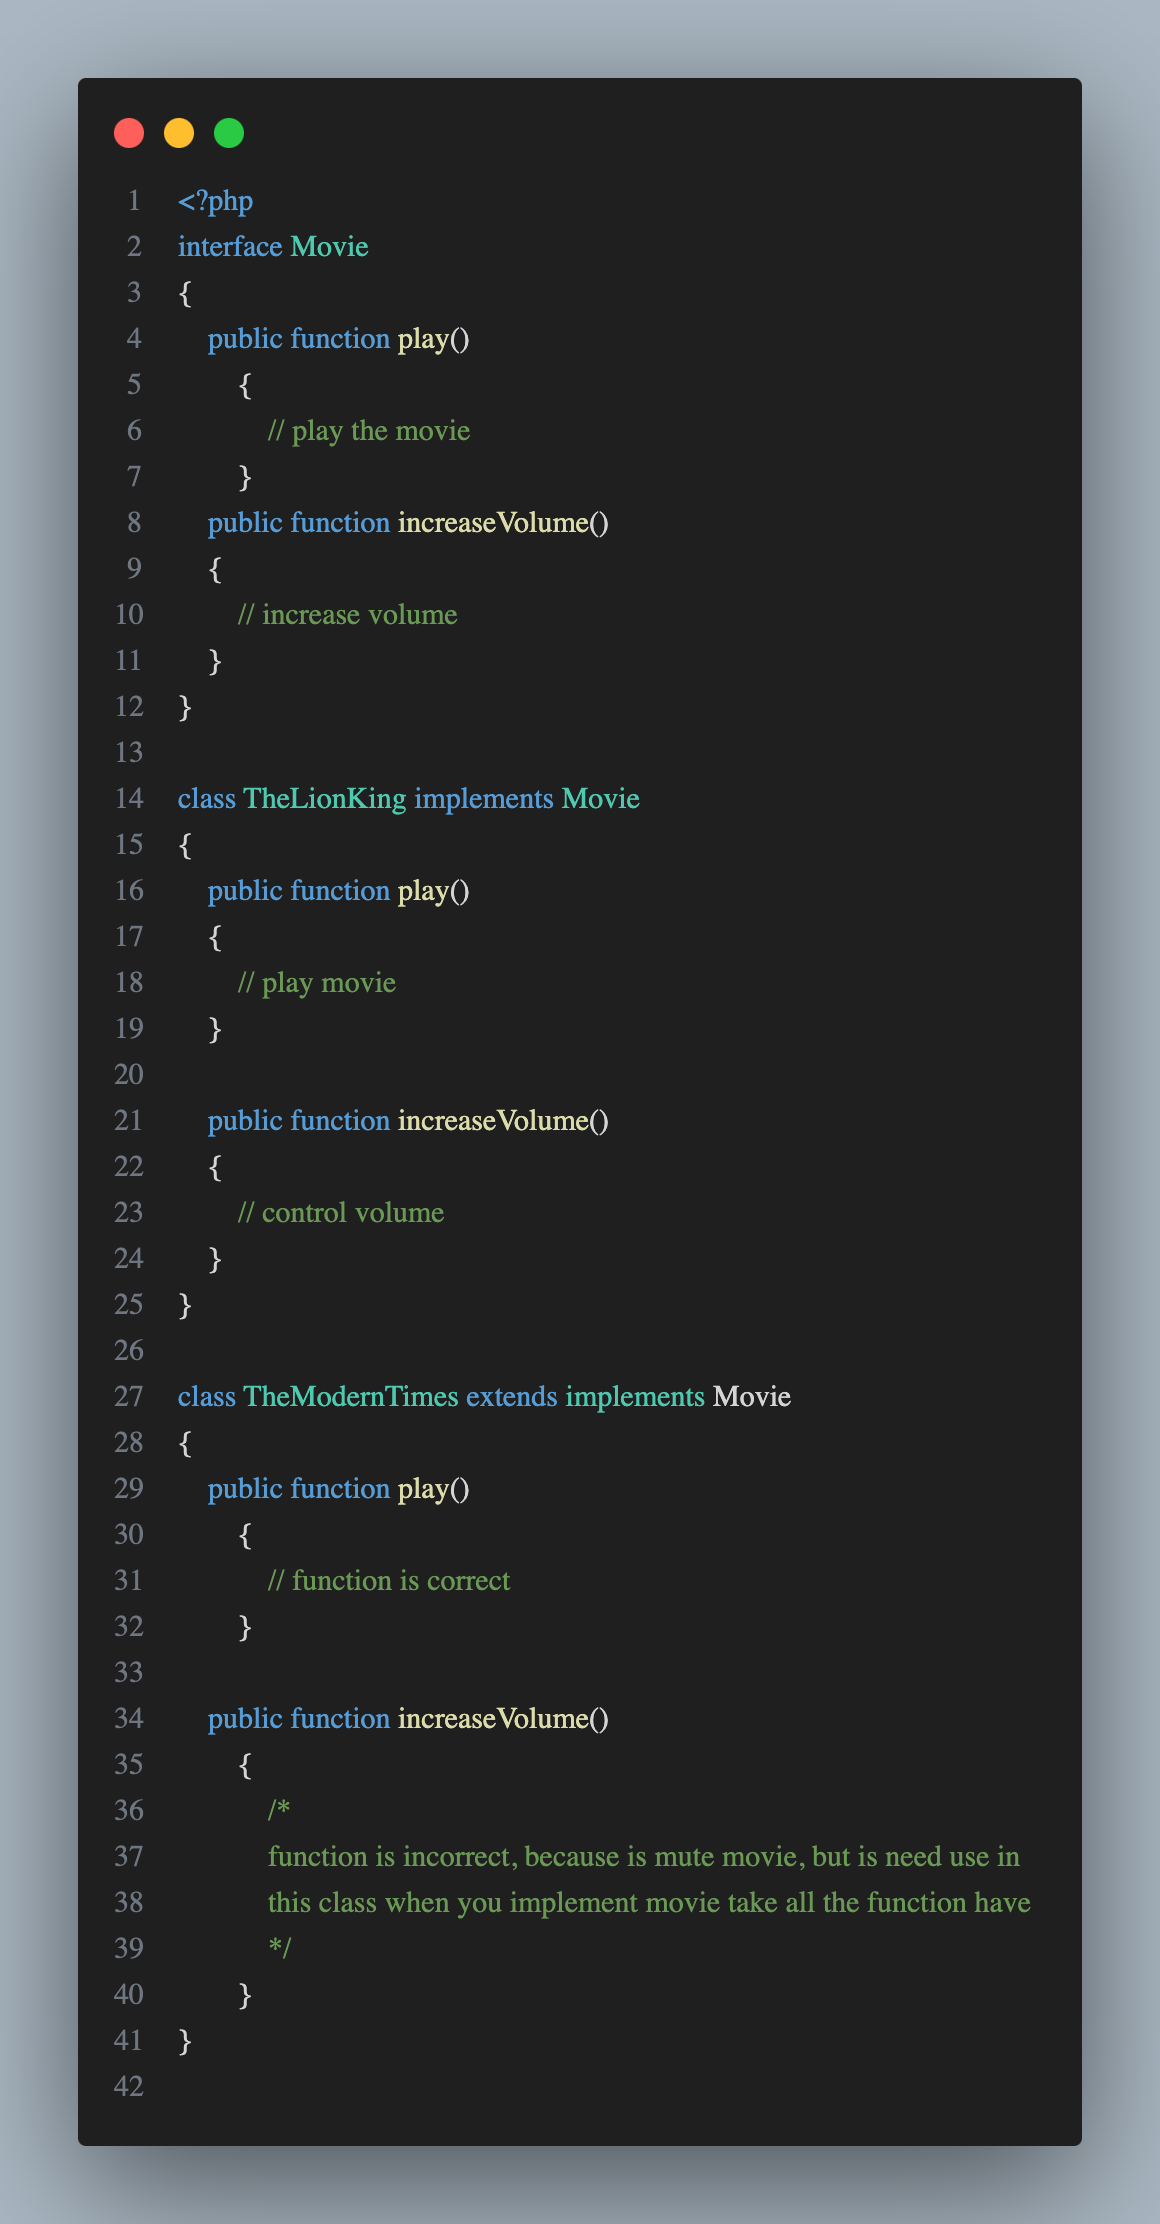 1 <?php
2 interface Movie
3 {
4 public function play()
5 {
6 // play the movie
7 }
8 public function increaseVolume()
9 {
10 // increase volume
11 }
12 }
13
14 class TheLionKing implements Movie
15 {
16 public function play()
17 {
18 // play movie
19 }
20
21 public function increaseVolume()
22 {
23 // control volume
24 }
25 }
26
27 class TheModernTimes extends implements Movie
28 {
29 public function play()
30 {
31 // function is correct
32 }
33
34 public function increaseVolume()
35 {
36 /*
37 function is incorrect, because is mute movie, but is need use in
38 this class when you implement movie take all the function have
39 */
40 }
41 }
42